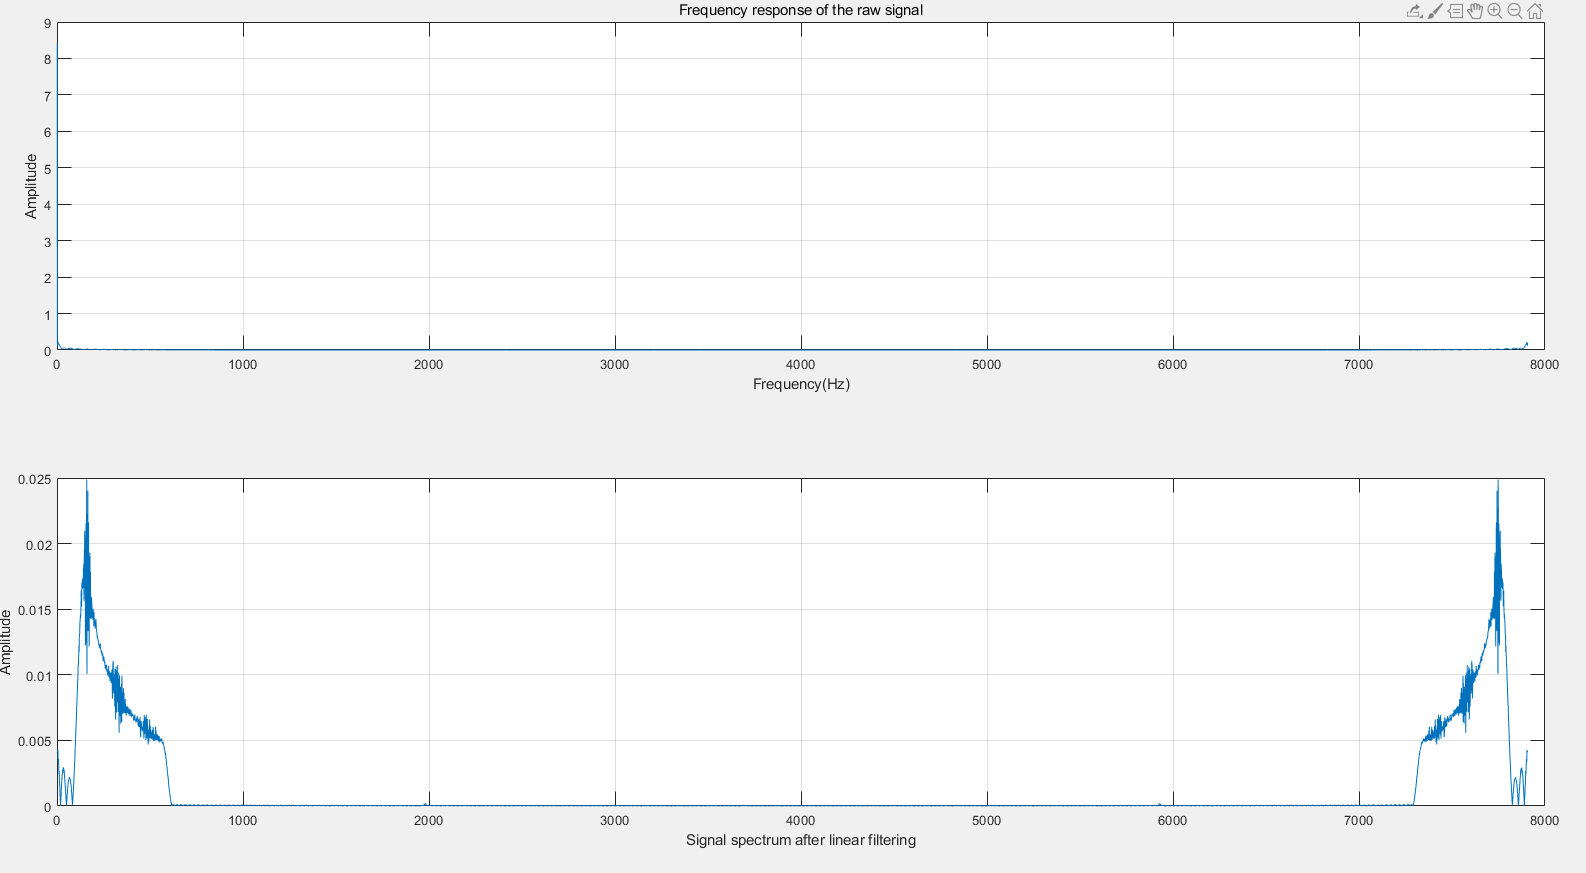 Frequency response of the raw signal
9
8
7
6
5
4
3
2
1
0
Amplitude
0 1000 2000 3000 4000 5000 6000 7000 8000
Frequency(Hz)
0.025
0.02
0.015
0.01
0.005
0
Amplitude
0 1000 2000 3000 4000 5000 6000 7000 8000
Signal spectrum after linear filtering